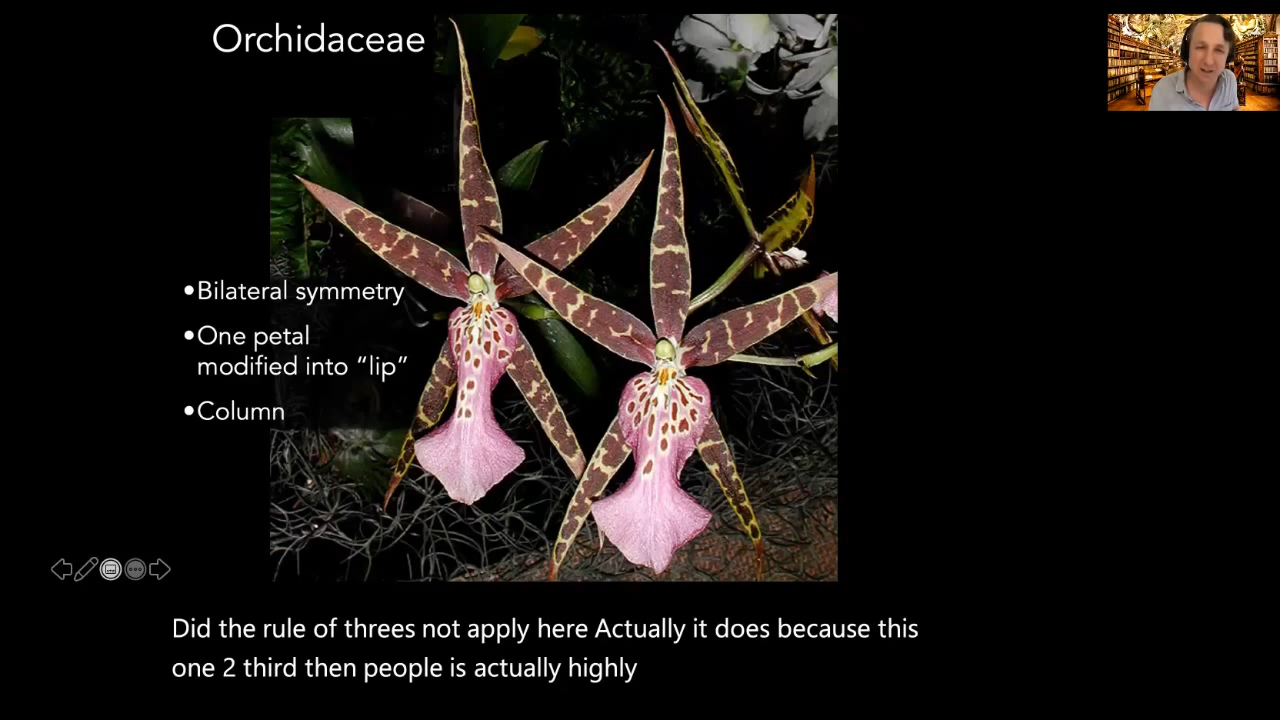 Orchidaceae
•Bilateral symmetry
•One petal
modified into “lip”
•Column
Did the rule of threes not apply here Actually it does because this
one 2 third then people is actually highly